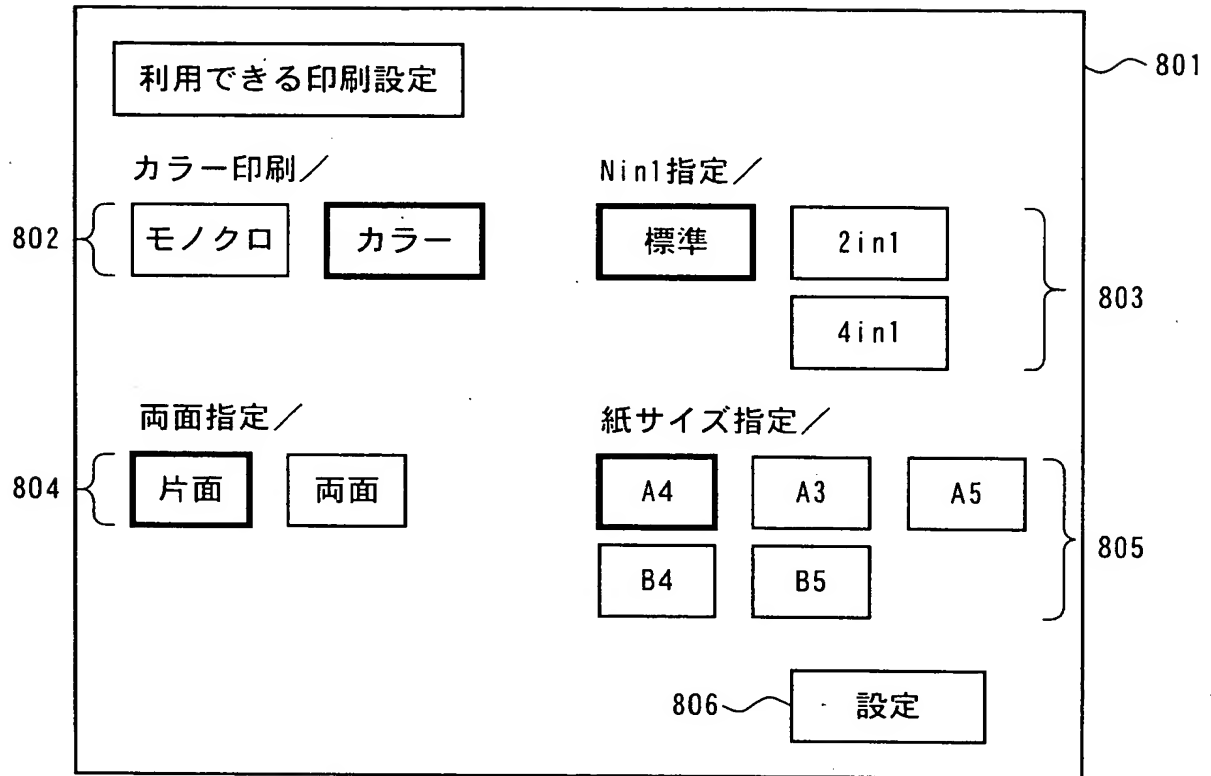 利用できる印刷設定
801
カラー印刷／
Nin1指定／
802
モノクロ
カラー
標準
2in1
803
4in1
両面指定／
紙サイズ指定／
804
片面
両面
A4
A3
A5
805
B4
B5
806
設定